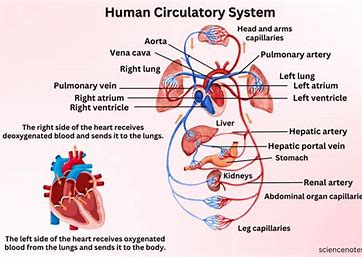 Human Circulatory System
Head and arms
capillaries
Aorta
Vena cava
Pulmonary artery
Right lung
Left lung
Pulmonary vein
Left atrium
Right atrium
Left ventricle
Right ventricle
Liver
The right side of the heart receives
deoxygenated blood and sends it to the lungs.
Hepatic artery
Hepatic portal vein
Stomach
Kidneys
Renal artery
Abdominal organ capillaries
Leg capillaries
The left side of the heart receives oxygenated
blood from the lungs and sends it to the body.
sciencenotes